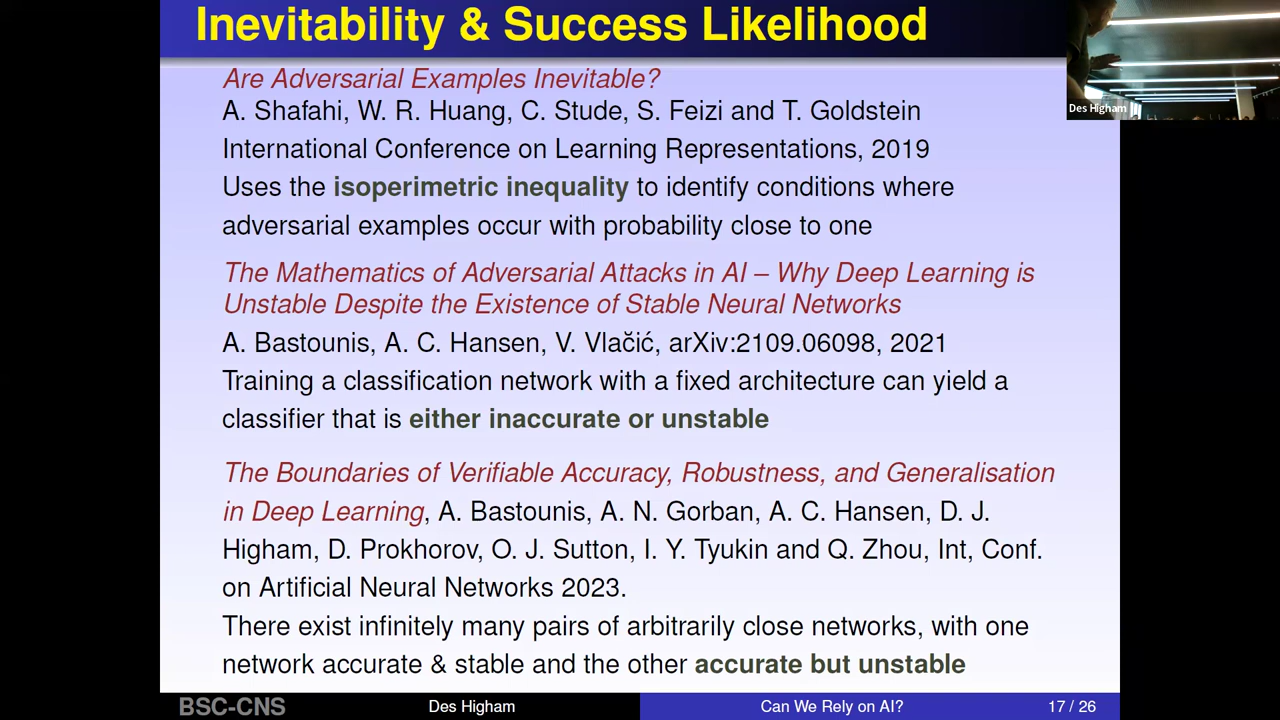 Inevitability & Success Likelihood
Des Higham
Are Adversarial Examples Inevitable?
A. Shafahi, W. R. Huang, C. Stude, S. Feizi and T. Goldstein
International Conference on Learning Representations, 2019
Uses the isoperimetric inequality to identify conditions where
adversarial examples occur with probability close to one
The Mathematics of Adversarial Attacks in AI – Why Deep Learning is
Unstable Despite the Existence of Stable Neural Networks
A. Bastounis, A. C. Hansen, V. Vlačić, arXiv:2109.06098, 2021
Training a classification network with a fixed architecture can yield a
classifier that is either inaccurate or unstable
The Boundaries of Verifiable Accuracy, Robustness, and Generalisation
in Deep Learning, A. Bastounis, A. N. Gorban, A. C. Hansen, D. J.
Higham, D. Prokhorov, O. J. Sutton, I. Y. Tyukin and Q. Zhou, Int, Conf.
on Artificial Neural Networks 2023.
There exist infinitely many pairs of arbitrarily close networks, with one
network accurate & stable and the other accurate but unstable
BSC-CNS
Des Higham
Can We Rely on AI?
17 / 26